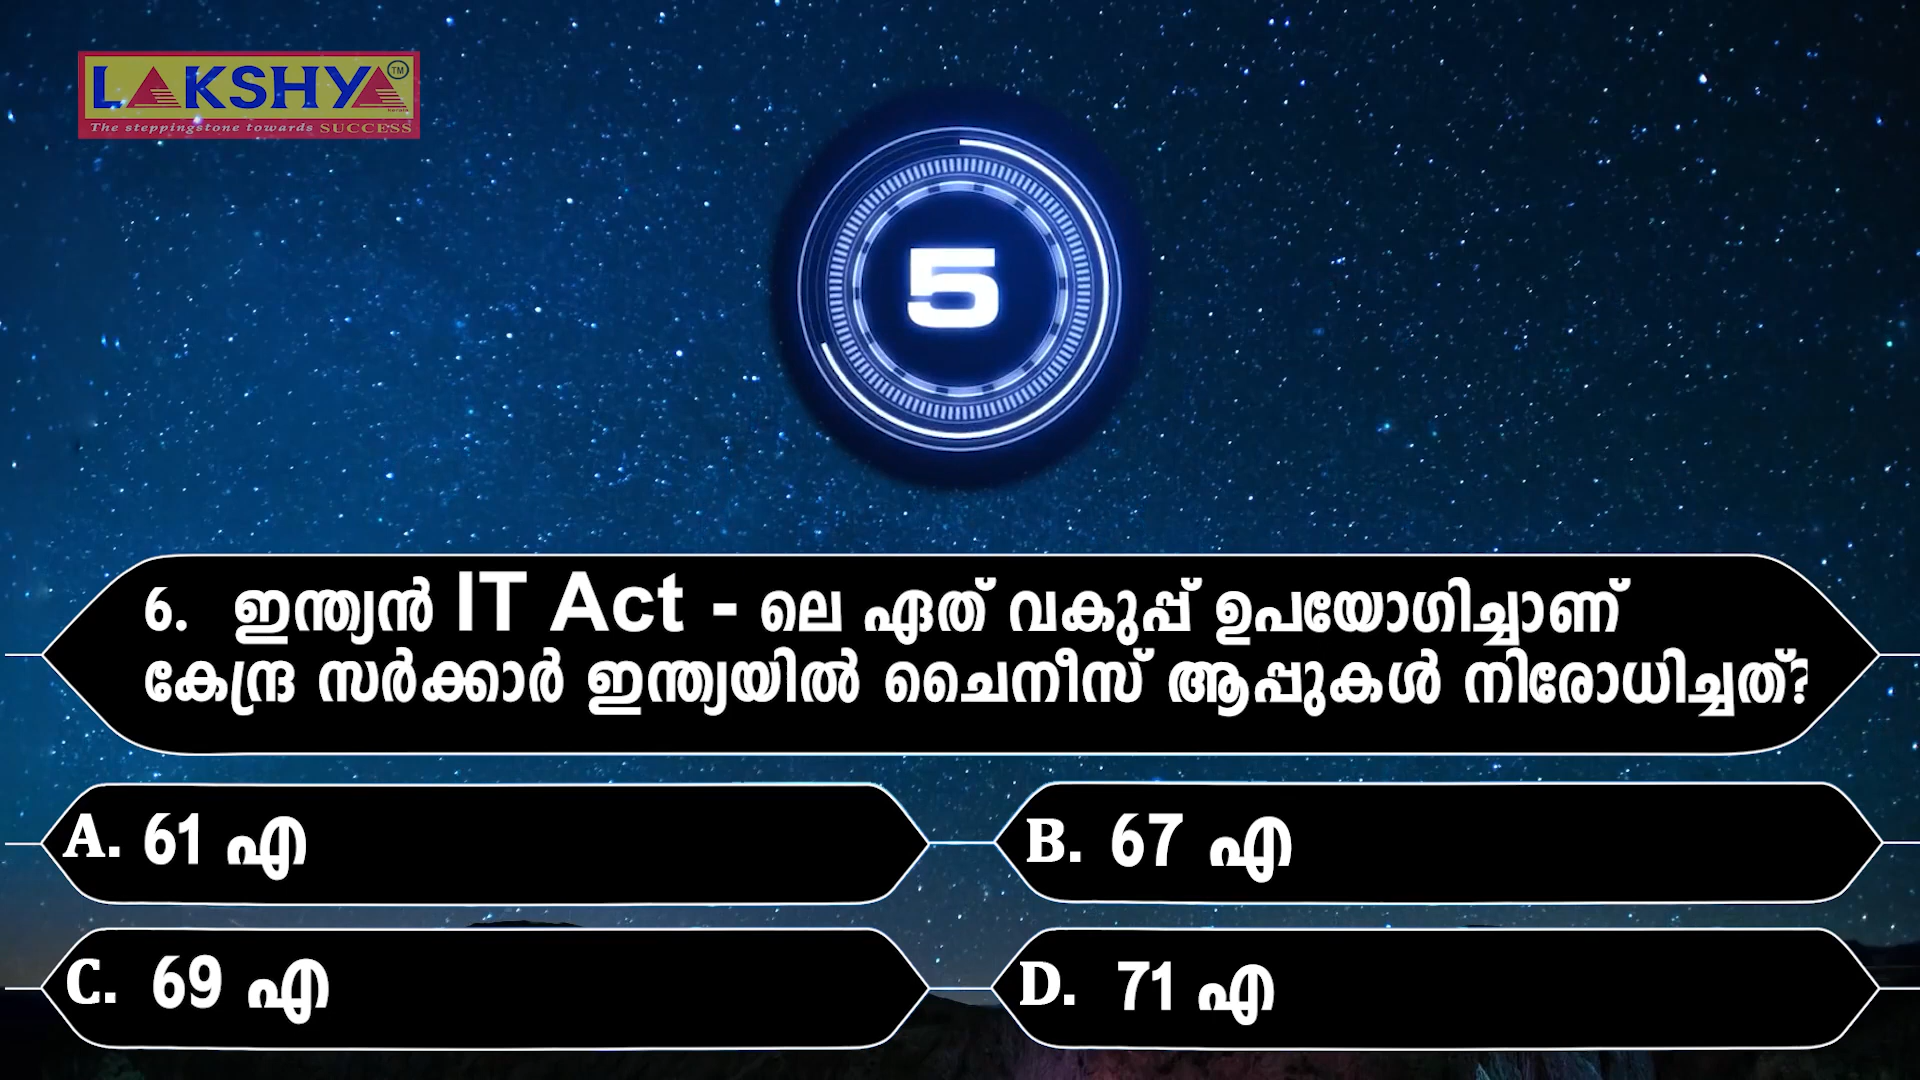 LAKSHYA TM
The steppingstone towards SUCCESS
5
6. ഇന്ത്യൻ IT Act - ലെ ഏത് വകുപ്പ് ഉപയോഗിച്ചാണ്
കേന്ദ്ര സർക്കാർ ഇന്ത്യയിൽ ചൈനീസ് ആപ്പുകൾ നിരോധിച്ചത്?
A. 61 എ
B. 67 എ
C. 69 എ
D. 71 എ